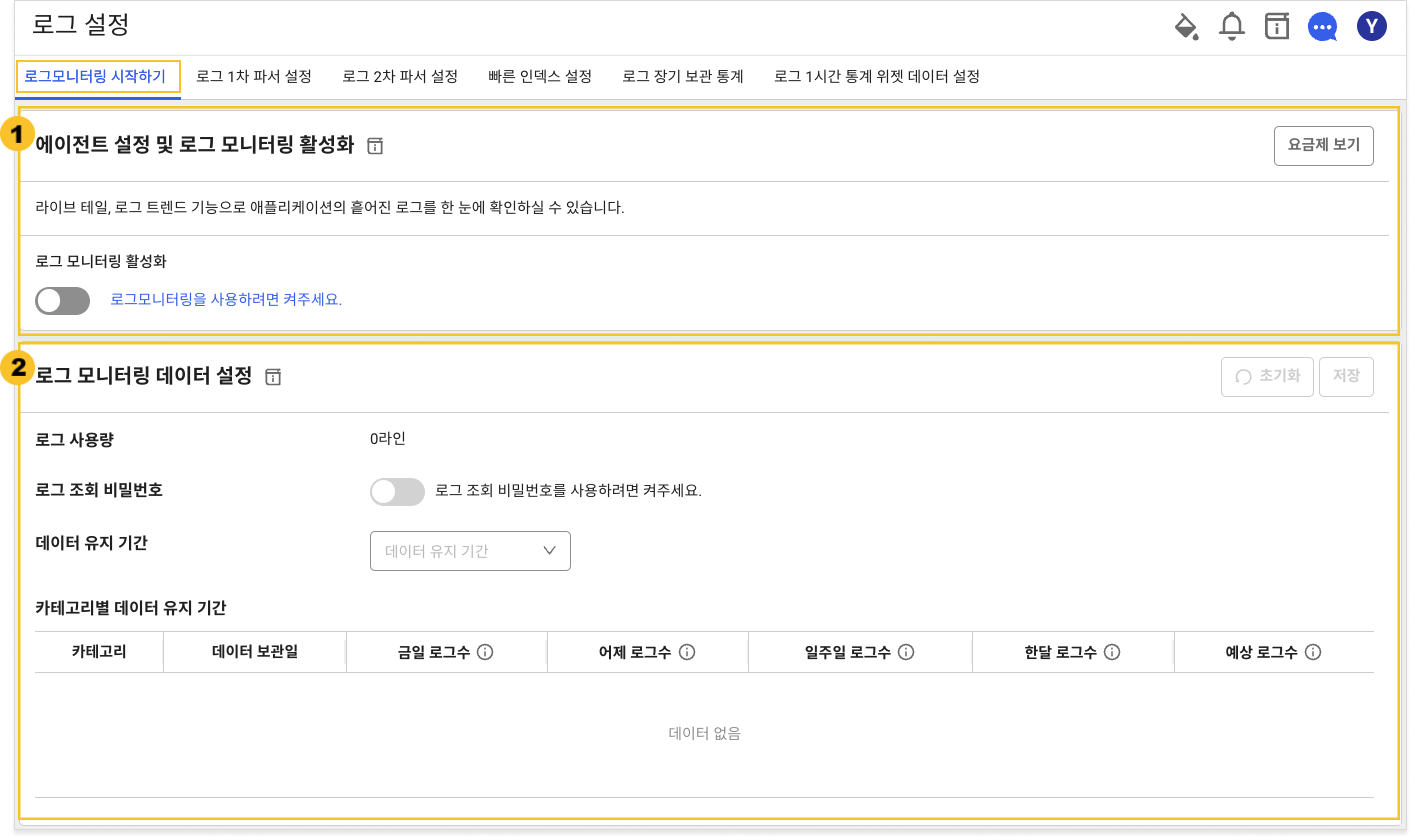 로그 설정
Y
로그모니터링 시작하기 로그 1차 파서 설정 로그 2차 파서 설정 빠른 인덱스 설정 로그 장기 보관 통계 로그 1시간 통계 위젯 데이터 설정
1
에이전트 설정 및 로그 모니터링 활성화 요금제 보기
라이브 테일, 로그 트렌드 기능으로 애플리케이션의 흩어진 로그를 한 눈에 확인하실 수 있습니다.
로그 모니터링 활성화
로그모니터링을 사용하려면 켜주세요.
2
로그 모니터링 데이터 설정 초기화 저장
로그 사용량 0라인
로그 조회 비밀번호 로그 조회 비밀번호를 사용하려면 켜주세요.
데이터 유지 기간 데이터 유지 기간
카테고리별 데이터 유지 기간
카테고리 데이터 보관일 금일 로그수 어제 로그수 일주일 로그수 한달 로그수 예상 로그수
데이터 없음